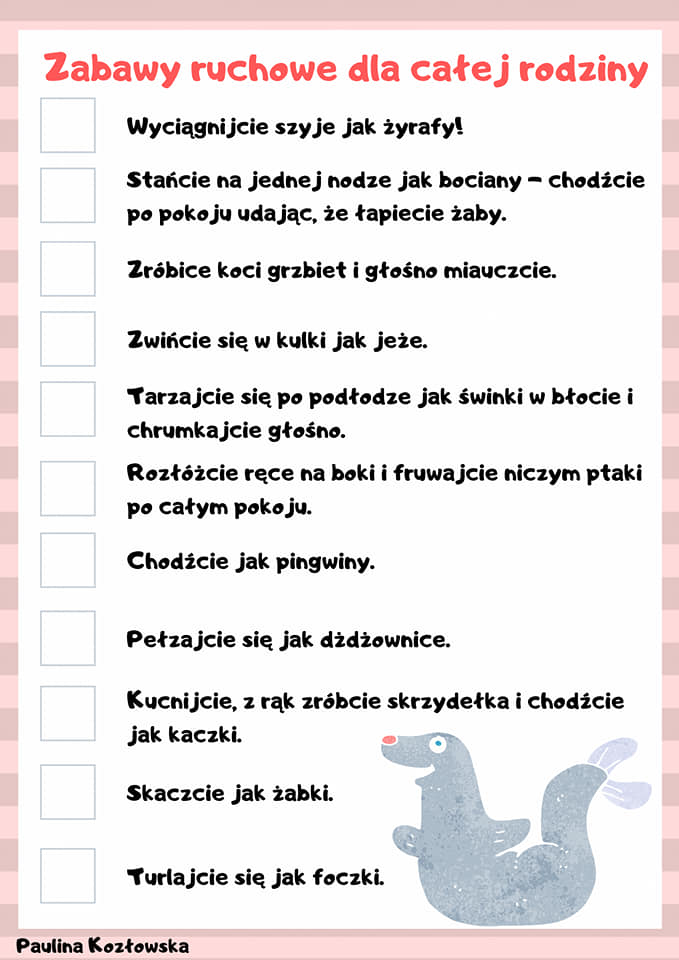 Zabawy ruchowe dla całej rodziny
Wyciągnijcie szyje jak żyrafy!
Stańcie na jednej nodze jak bociany – chodźcie
po pokoju udając, że łapiecie żaby.
Zróbice koci grzbiet i głośno miauczcie.
Zwińcie się w kulki jak jeże.
Tarzajcie się po podłodze jak świnki w błocie i
chrumkajcie głośno.
Rozłóżcie ręce na boki i fruwajcie niczym ptaki
po całym pokoju.
Chodźcie jak pingwiny.
Pełzajcie się jak dżdżownice.
Kucnijcie, z rąk zróbcie skrzydełka i chodźcie
jak kaczki.
Skaczcie jak żabki.
Turlajcie się jak foczki.
Paulina Kozłowska